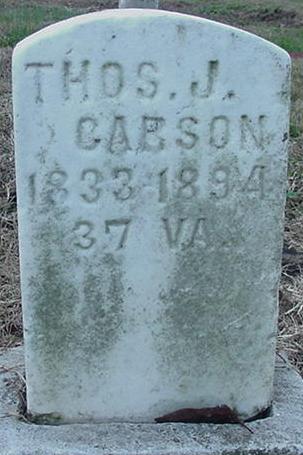 THOS. J.
CARSON
1833-1894
37 VA.